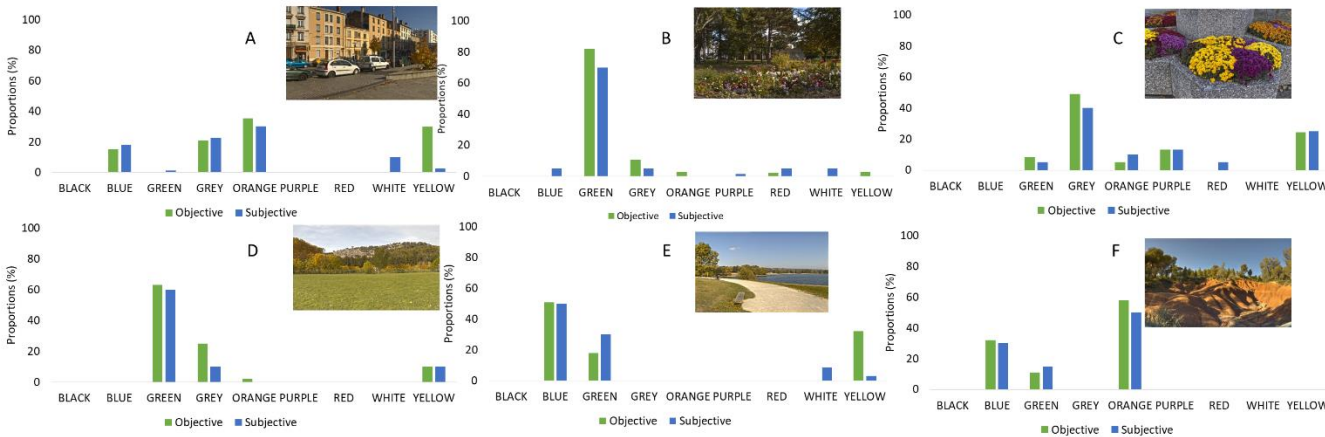 A
Proportions (%)
100
80
60
40
20
0
BLACK BLUE GREEN GREY ORANGE PURPLE RED WHITE YELLOW
Objective Subjective
B
Proportions (%)
100
80
60
40
20
0
BLACK BLUE GREEN GREY ORANGE PURPLE RED WHITE YELLOW
Objective Subjective
C
Proportions (%)
100
80
60
40
20
0
BLACK BLUE GREEN GREY ORANGE PURPLE RED WHITE YELLOW
Objective Subjective
D
Proportions (%)
100
80
60
40
20
0
BLACK BLUE GREEN GREY ORANGE PURPLE RED WHITE YELLOW
Objective Subjective
E
Proportions (%)
100
80
60
40
20
0
BLACK BLUE GREEN GREY ORANGE PURPLE RED WHITE YELLOW
Objective Subjective
F
Proportions (%)
100
80
60
40
20
0
BLACK BLUE GREEN GREY ORANGE PURPLE RED WHITE YELLOW
Objective Subjective